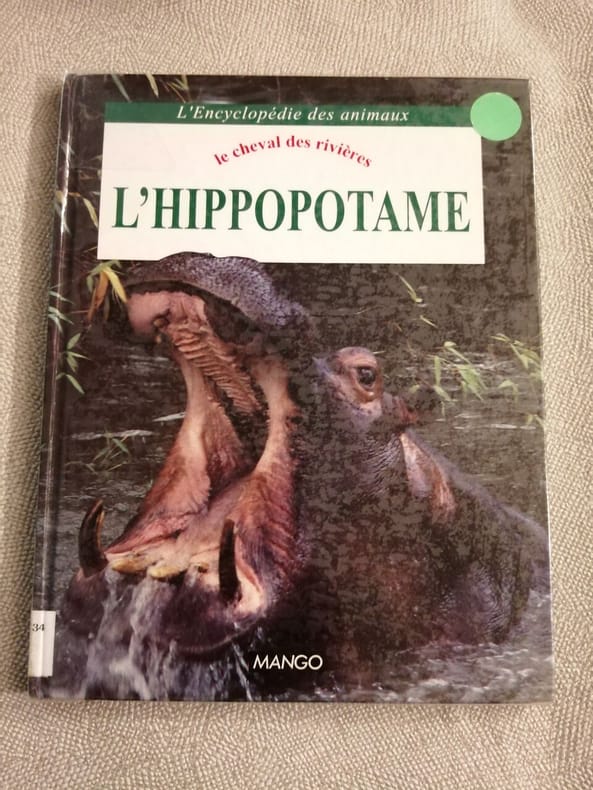 L'Encyclopédie des animaux
le cheval des rivières
L'HIPPOPOTAME
34
MANGO